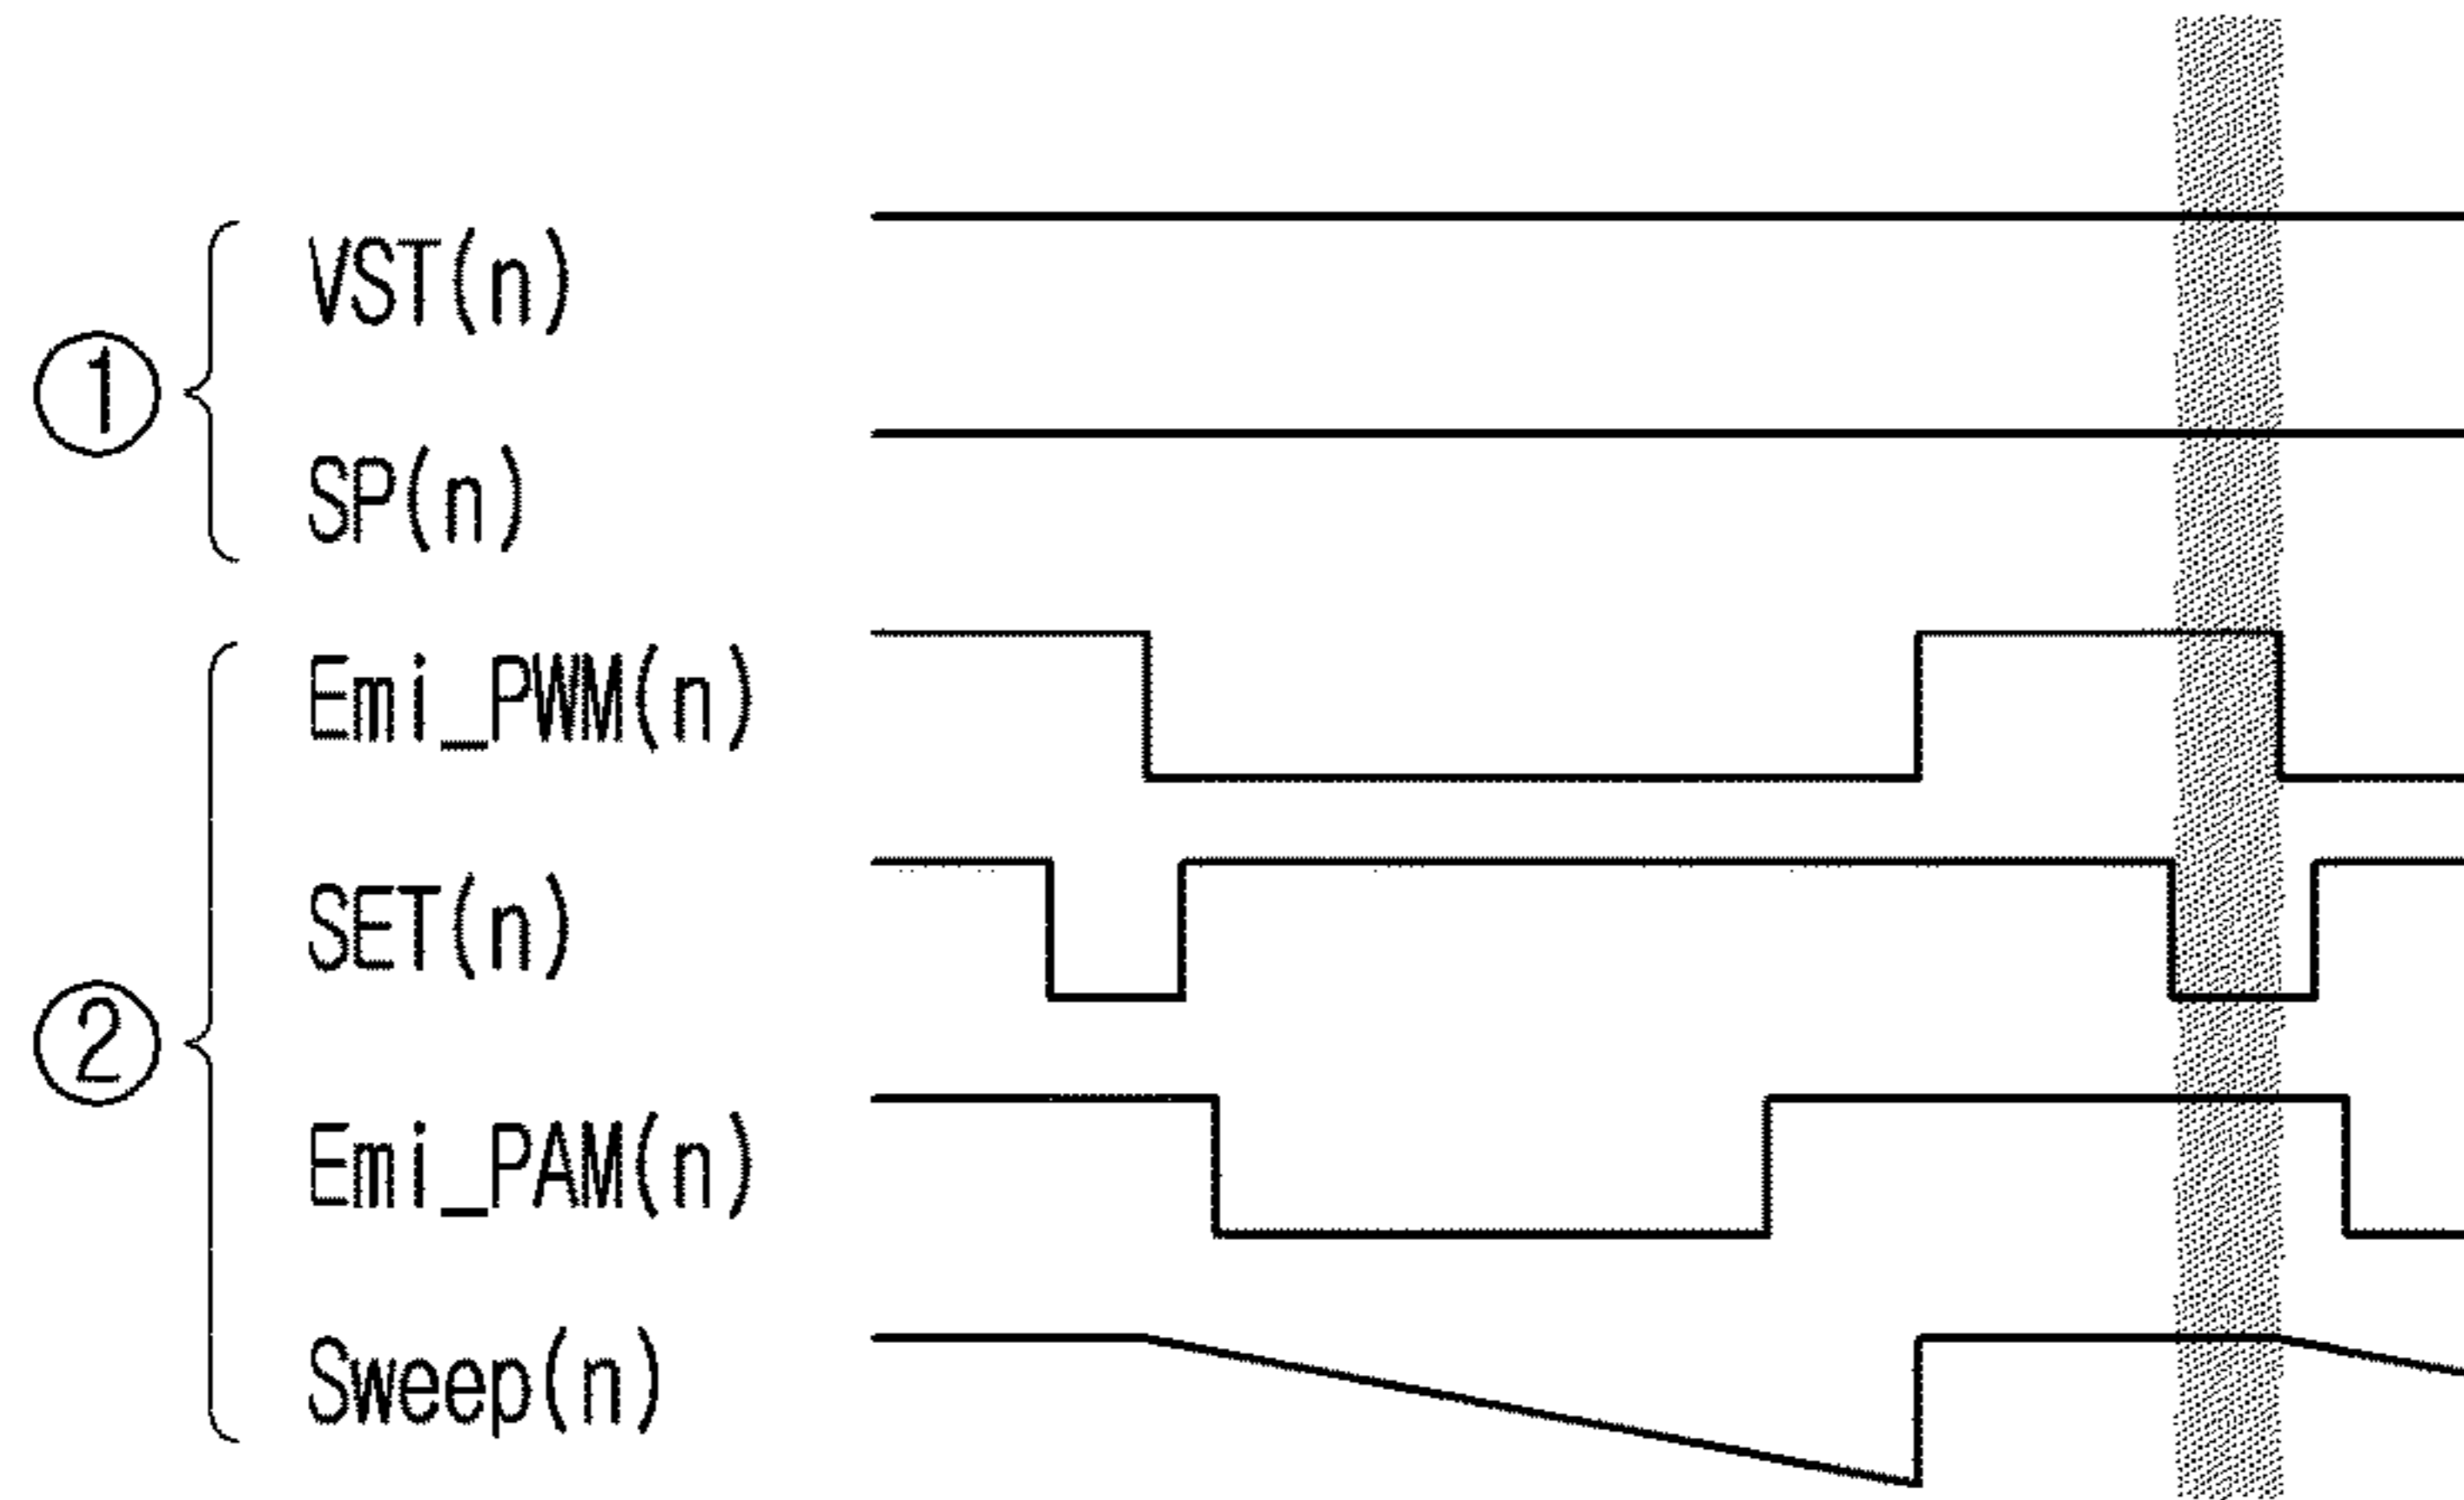 ①
VST(n)
SP(n)
②
Emi_PWM(n)
SET(n)
Emi_PAM(n)
Sweep(n)